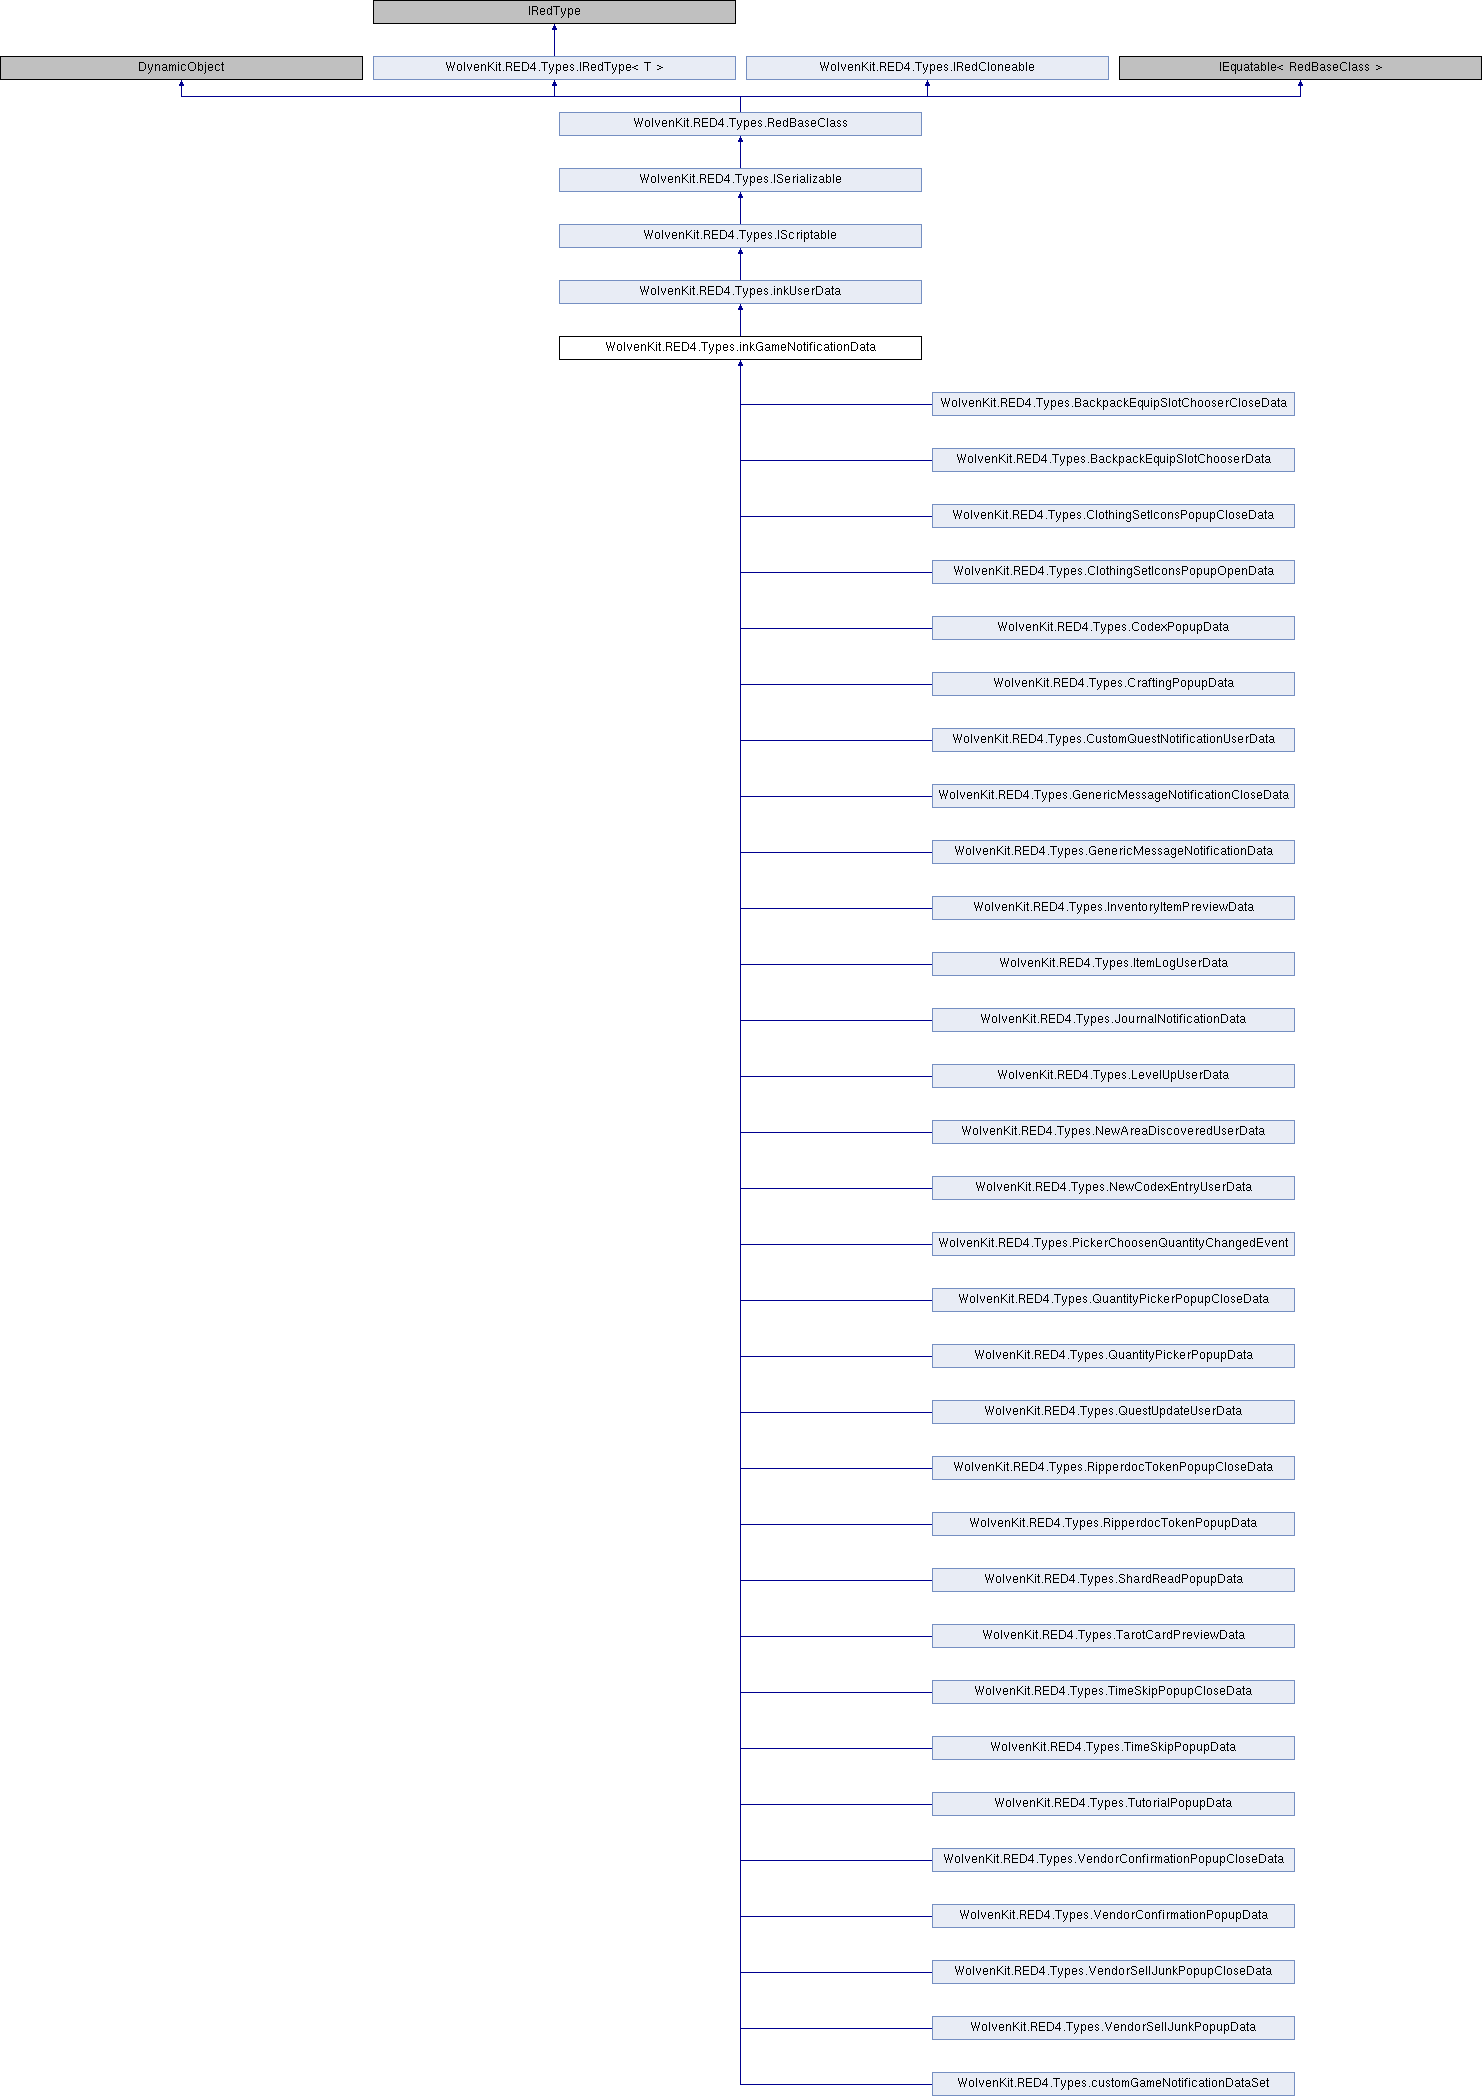 IRedType
DynamicObject
WolvenKit.RED4.Types.IRedType< T >
WolvenKit.RED4.Types.IRedCloneable
IEquatable< RedBaseClass >
WolvenKit.RED4.Types.RedBaseClass
WolvenKit.RED4.Types.ISerializable
WolvenKit.RED4.Types.IScriptable
WolvenKit.RED4.Types.inkUserData
WolvenKit.RED4.Types.inkGameNotificationData
WolvenKit.RED4.Types.BackpackEquipSlotChooserCloseData
WolvenKit.RED4.Types.BackpackEquipSlotChooserData
WolvenKit.RED4.Types.ClothingSetIconsPopupCloseData
WolvenKit.RED4.Types.ClothingSetIconsPopupOpenData
WolvenKit.RED4.Types.CodexPopupData
WolvenKit.RED4.Types.CraftingPopupData
WolvenKit.RED4.Types.CustomQuestNotificationUserData
WolvenKit.RED4.Types.GenericMessageNotificationCloseData
WolvenKit.RED4.Types.GenericMessageNotificationData
WolvenKit.RED4.Types.InventoryItemPreviewData
WolvenKit.RED4.Types.ItemLogUserData
WolvenKit.RED4.Types.JournalNotificationData
WolvenKit.RED4.Types.LevelUpUserData
WolvenKit.RED4.Types.NewAreaDiscoveredUserData
WolvenKit.RED4.Types.NewCodexEntryUserData
WolvenKit.RED4.Types.PickerChoosenQuantityChangedEvent
WolvenKit.RED4.Types.QuantityPickerPopupCloseData
WolvenKit.RED4.Types.QuantityPickerPopupData
WolvenKit.RED4.Types.QuestUpdateUserData
WolvenKit.RED4.Types.RipperdocTokenPopupCloseData
WolvenKit.RED4.Types.RipperdocTokenPopupData
WolvenKit.RED4.Types.ShardReadPopupData
WolvenKit.RED4.Types.TarotCardPreviewData
WolvenKit.RED4.Types.TimeSkipPopupCloseData
WolvenKit.RED4.Types.TimeSkipPopupData
WolvenKit.RED4.Types.TutorialPopupData
WolvenKit.RED4.Types.VendorConfirmationPopupCloseData
WolvenKit.RED4.Types.VendorConfirmationPopupData
WolvenKit.RED4.Types.VendorSellJunkPopupCloseData
WolvenKit.RED4.Types.VendorSellJunkPopupData
WolvenKit.RED4.Types.customGameNotificationDataSet